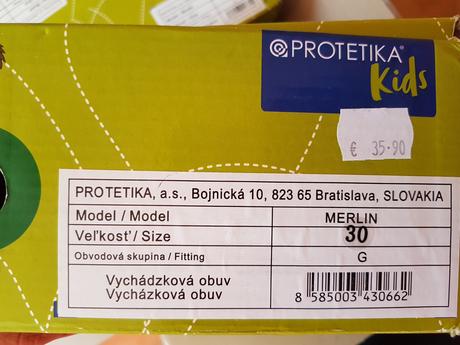 PROTETIKA®
Kids
€ 35·90
PROTETIKA, a.s., Bojnická 10, 823 65 Bratislava, SLOVAKIA
Model / Model MERLIN
Veľkosť / Size 30
Obvodová skupina / Fitting G
Vychádzková obuv
Vycházková obuv
8 585003 430662